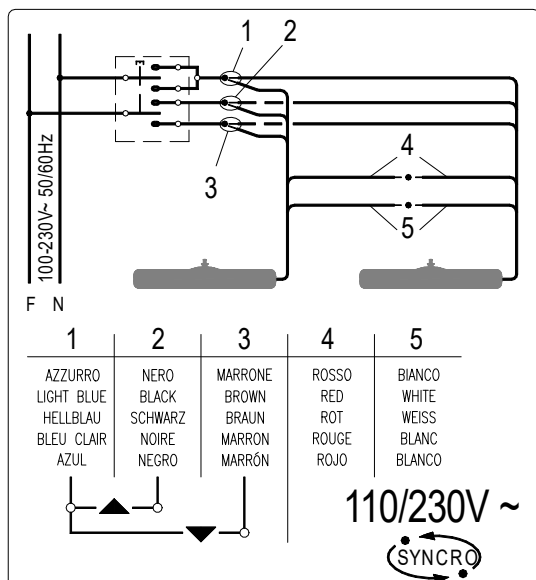 1 2
3
4
5
100-230V~ 50/60Hz
F N
1 2 3 4 5
AZZURRO NERO MARRONE ROSSO BIANCO
LIGHT BLUE BLACK BROWN RED WHITE
HELLBLAU SCHWARZ BRAUN ROT WEISS
BLEU CLAIR NOIRE MARRON ROUGE BLANC
AZUL NEGRO MARRÓN ROJO BLANCO
110/230V ~
SYNCRO